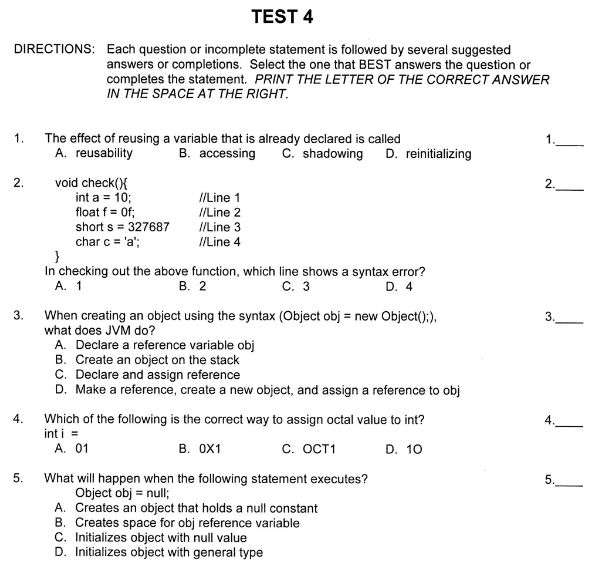 TEST 4
DIRECTIONS: Each question or incomplete statement is followed by several suggested
answers or completions. Select the one that BEST answers the question or
completes the statement. PRINT THE LETTER OF THE CORRECT ANSWER
IN THE SPACE AT THE RIGHT.
1. The effect of reusing a variable that is already declared is called 1.___
A. reusability B. accessing C. shadowing D. reinitializing
2. void check(){ 2.___
int a = 10; //Line 1
float f = 0f; //Line 2
short s = 327687 //Line 3
char c = 'a'; //Line 4
}
In checking out the above function, which line shows a syntax error?
A. 1 B. 2 C. 3 D. 4
3. When creating an object using the syntax (Object obj = new Object();), 3.___
what does JVM do?
A. Declare a reference variable obj
B. Create an object on the stack
C. Declare and assign reference
D. Make a reference, create a new object, and assign a reference to obj
4. Which of the following is the correct way to assign octal value to int? 4.___
int i =
A. 01 B. 0X1 C. OCT1 D. 1O
5. What will happen when the following statement executes? 5.___
Object obj = null;
A. Creates an object that holds a null constant
B. Creates space for obj reference variable
C. Initializes object with null value
D. Initializes object with general type